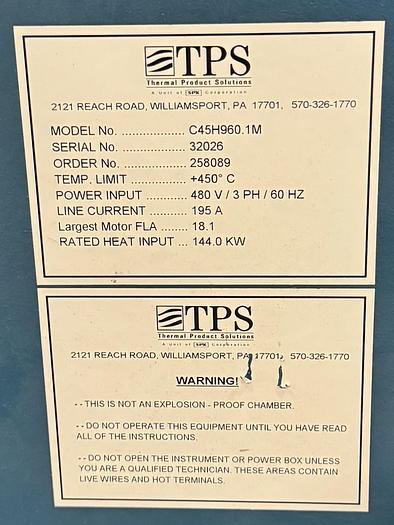 TPS
Thermal Product Solutions
A Unit of SPX Corporation
2121 REACH ROAD, WILLIAMSPORT, PA 17701, 570-326-1770
MODEL No. .................. C45H960.1M
SERIAL No. .................. 32026
ORDER No. .................. 258089
TEMP. LIMIT ............... +450° C
POWER INPUT ............ 480 V / 3 PH / 60 HZ
LINE CURRENT ........... 195 A
Largest Motor FLA ........ 18.1
RATED HEAT INPUT ... 144.0 KW
TPS
Thermal Product Solutions
A Unit of SPX Corporation
2121 REACH ROAD, WILLIAMSPORT, PA 17701, 570-326-1770
WARNING!
- - THIS IS NOT AN EXPLOSION - PROOF CHAMBER.
- - DO NOT OPERATE THIS EQUIPMENT UNTIL YOU HAVE READ
ALL OF THE INSTRUCTIONS.
- - DO NOT OPEN THE INSTRUMENT OR POWER BOX UNLESS
YOU ARE A QUALIFIED TECHNICIAN. THESE AREAS CONTAIN
LIVE WIRES AND HOT TERMINALS.